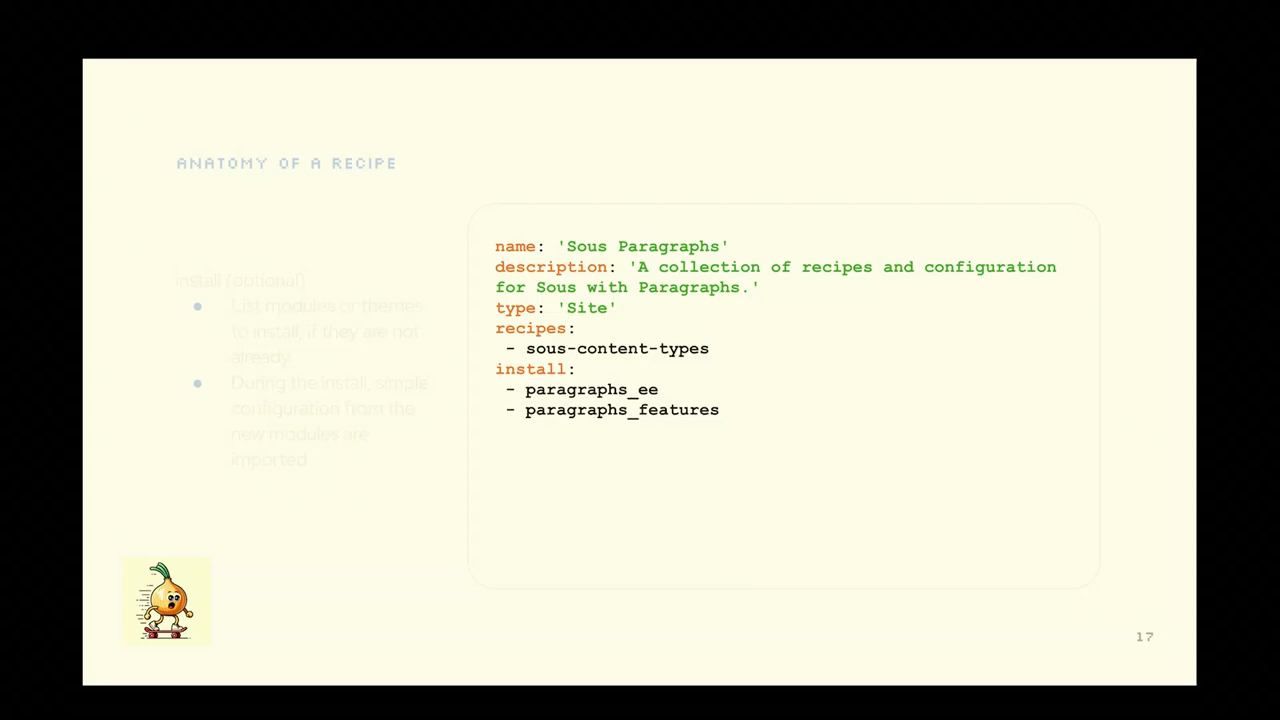 ANATOMY OF A RECIPE
install (optional)
● List modules or themes
to install, if they are not
already.
● During the install, simple
configuration from the
new modules are
imported
name: 'Sous Paragraphs'
description: 'A collection of recipes and configuration
for Sous with Paragraphs.'
type: 'Site'
recipes:
- sous-content-types
install:
- paragraphs_ee
- paragraphs_features
17